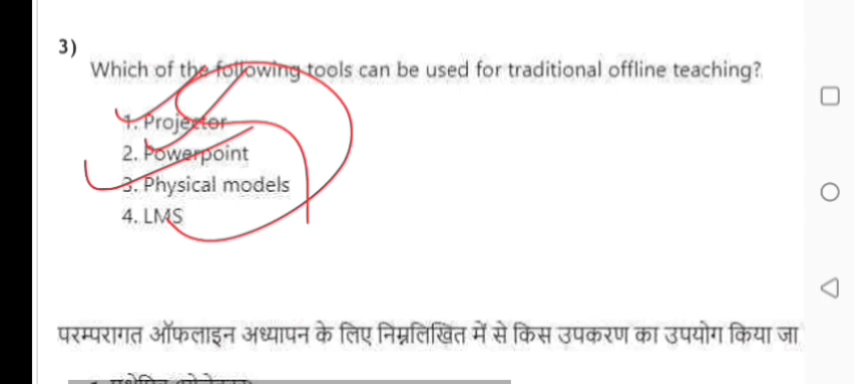 3)
Which of the following tools can be used for traditional offline teaching?
1. Projector
2. Powerpoint
3. Physical models
4. LMS
परम्परागत ऑफलाइन अध्यापन के लिए निम्नलिखित में से किस उपकरण का उपयोग किया जा